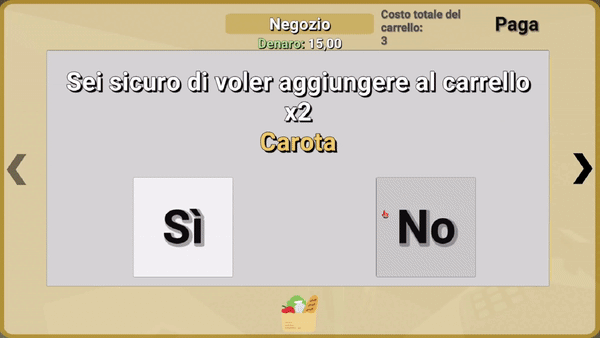 Negozio
Denaro: 15,00
Costo totale del
carrello:
3
Paga
Sei sicuro di voler aggiungere al carrello
x2
Carota
Sì
No